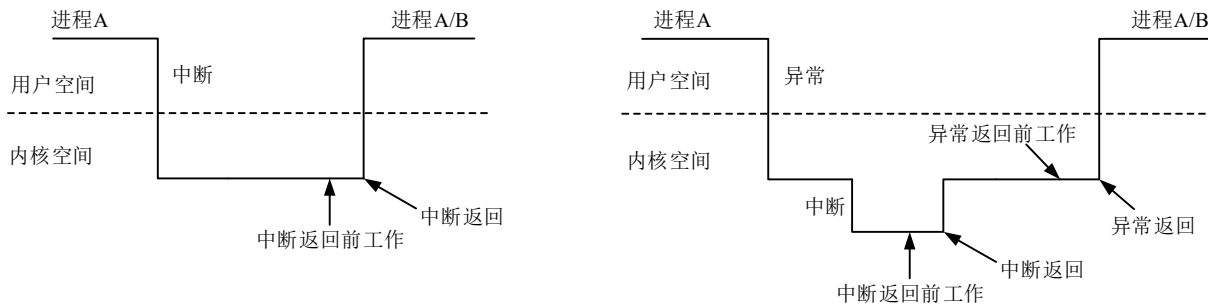 进程A
进程A/B
用户空间
中断
内核空间
中断返回
中断返回前工作
进程A
进程A/B
用户空间
异常
异常返回前工作
内核空间
中断
异常返回
中断返回
中断返回前工作